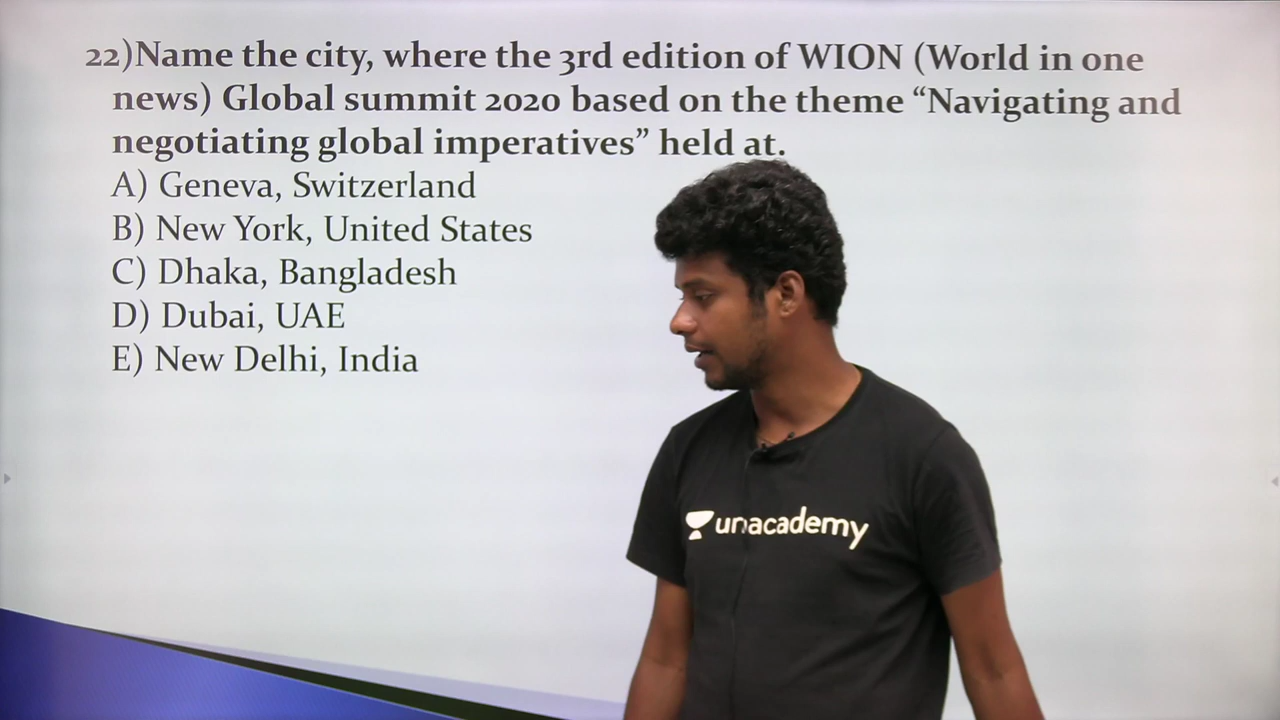 22)Name the city, where the 3rd edition of WION (World in one
news) Global summit 2020 based on the theme “Navigating and
negotiating global imperatives” held at.
A) Geneva, Switzerland
B) New York, United States
C) Dhaka, Bangladesh
D) Dubai, UAE
E) New Delhi, India
unacademy